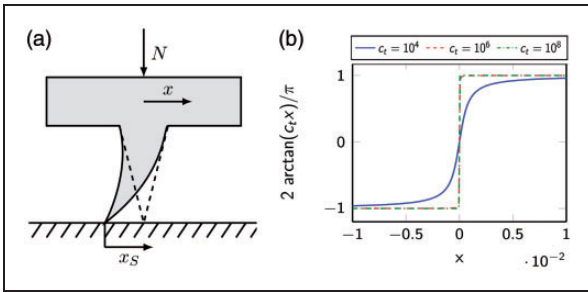 (a)
N
x
x_S
(b)
c_t = 10^4 c_t = 10^6 c_t = 10^8
2 arctan(c_t x)/π
1
0
−1
−1 −0.5 0 0.5 1
x
· 10^−2